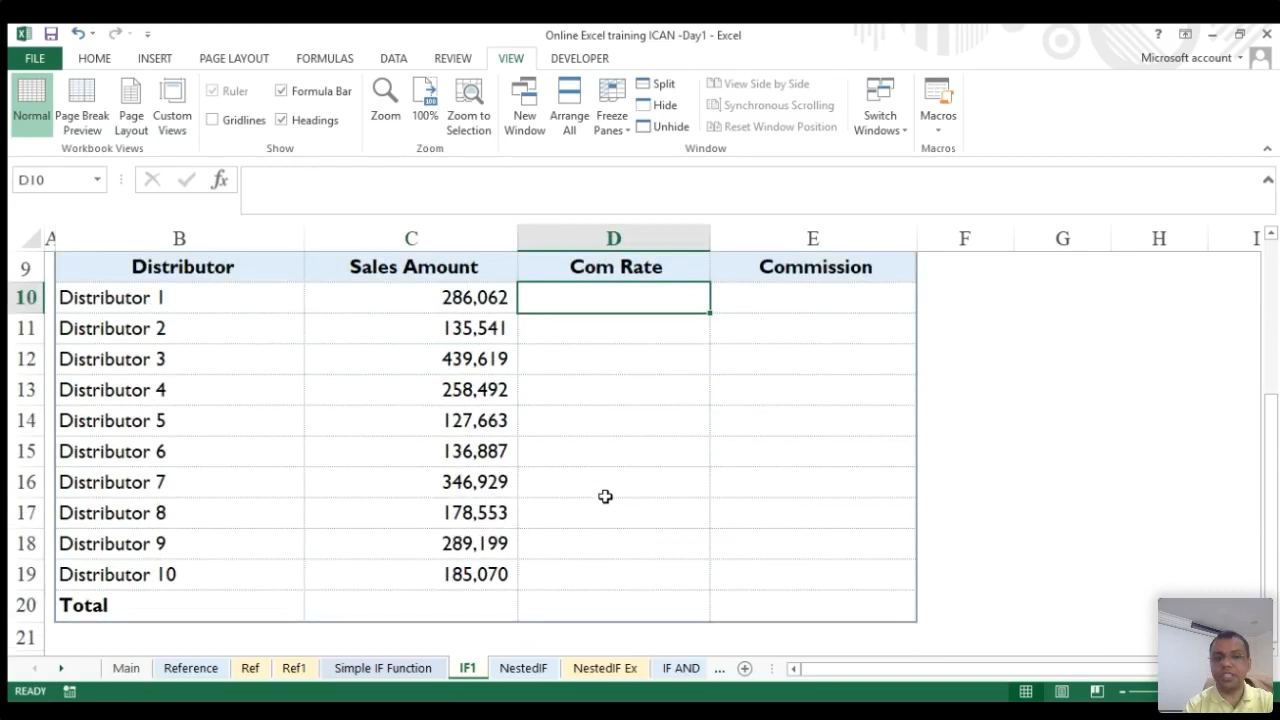 Online Excel training ICAN -Day1 - Excel
?
FILE HOME INSERT PAGE LAYOUT FORMULAS DATA REVIEW VIEW DEVELOPER Microsoft account
Normal Page Break Preview Page Layout Custom Views
Ruler Formula Bar
Gridlines Headings
Zoom 100% Zoom to Selection
New Window Arrange All Freeze Panes
Split
Hide
Unhide
View Side by Side
Synchronous Scrolling
Reset Window Position
Switch Windows Macros
Workbook Views Show Zoom Window Macros
D10 fx
A B C D E F G H I
9 Distributor Sales Amount Com Rate Commission
10 Distributor 1 286,062
11 Distributor 2 135,541
12 Distributor 3 439,619
13 Distributor 4 258,492
14 Distributor 5 127,663
15 Distributor 6 136,887
16 Distributor 7 346,929
17 Distributor 8 178,553
18 Distributor 9 289,199
19 Distributor 10 185,070
20 Total
21
Main Reference Ref Ref1 Simple IF Function IF1 NestedIF NestedIF Ex IF AND ...
READY